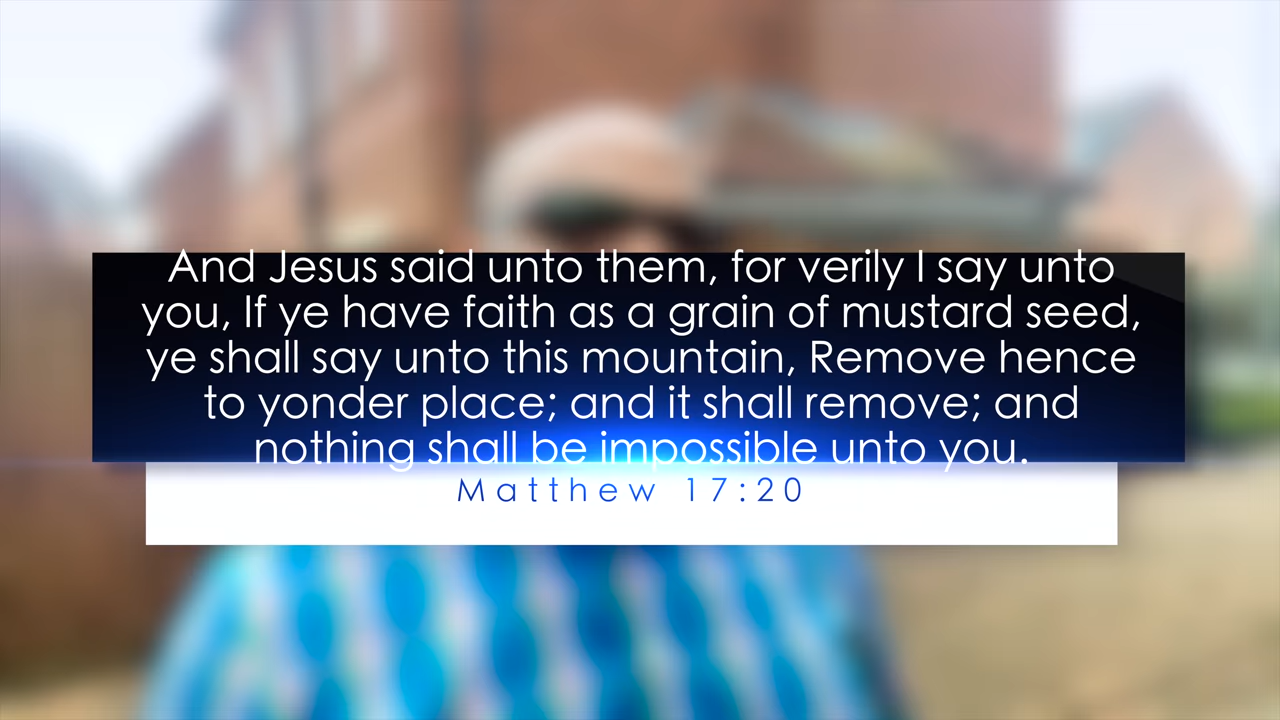 And Jesus said unto them, for verily I say unto
you, If ye have faith as a grain of mustard seed,
ye shall say unto this mountain, Remove hence
to yonder place; and it shall remove; and
nothing shall be impossible unto you.
Matthew 17:20